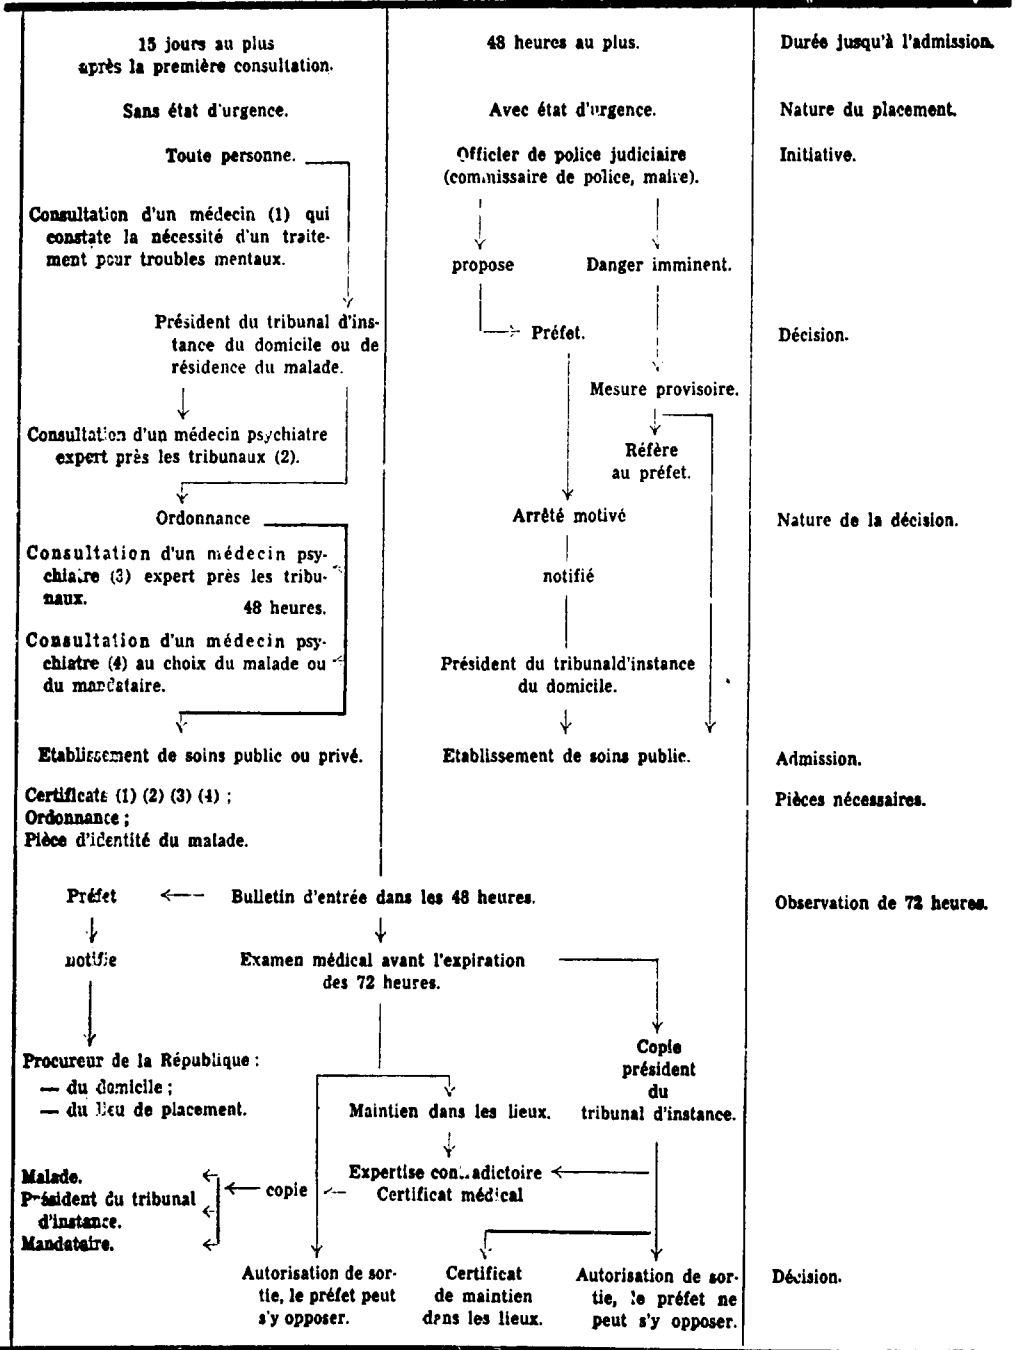 15 jours au plus
après la première consultation.
48 heures au plus.
Durée jusqu'à l'admission.
Sans état d'urgence.
Avec état d'urgence.
Nature du placement.
Toute personne.
Officier de police judiciaire
(commissaire de police, maire).
Initiative.
Consultation d'un médecin (1) qui
constate la nécessité d'un traite-
ment pour troubles mentaux.
propose
Danger imminent.
Président du tribunal d'ins-
tance du domicile ou de
résidence du malade.
Préfet.
Décision.
Mesure provisoire.
Consultation d'un médecin psychiatre
expert près les tribunaux (2).
Réfère
au préfet.
Ordonnance
Arrêté motivé
Nature de la décision.
Consultation d'un médecin psy-
chiatre (3) expert près les tribu-
naux.
48 heures.
notifié
Consultation d'un médecin psy-
chiatre (4) au choix du malade ou
du mandataire.
Président du tribunald'instance
du domicile.
Etablissement de soins public ou privé.
Etablissement de soins public.
Admission.
Certificats (1) (2) (3) (4) ;
Ordonnance ;
Pièce d'identité du malade.
Pièces nécessaires.
Préfet
Bulletin d'entrée dans les 48 heures.
Observation de 72 heures.
notifie
Examen médical avant l'expiration
des 72 heures.
Procureur de la République :
— du domicile ;
— du lieu de placement.
Copie
président
du
tribunal d'instance.
Maintien dans les lieux.
Expertise contradictoire
Certificat médical
copie
Malade.
Président du tribunal
d'instance.
Mandataire.
Autorisation de sor-
tie, le préfet peut
s'y opposer.
Certificat
de maintien
dans les lieux.
Autorisation de sor-
tie, le préfet ne
peut s'y opposer.
Décision.